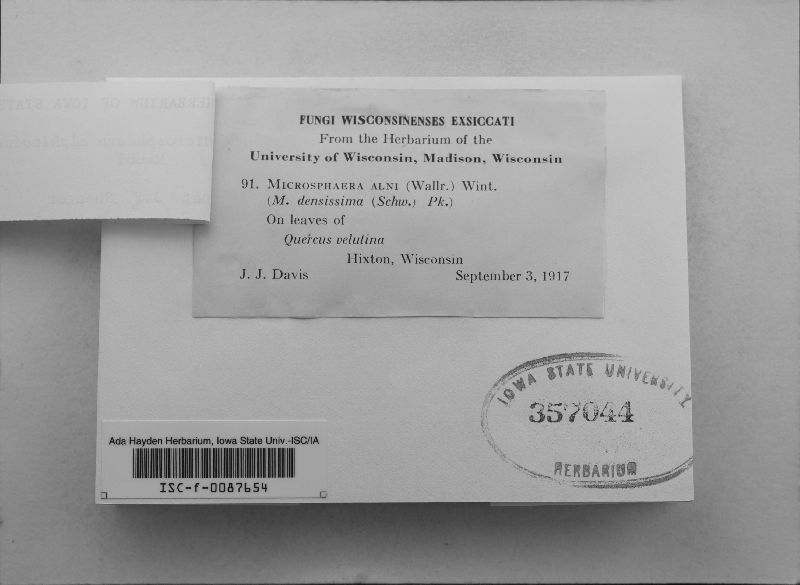 FUNGI WISCONSINENSES EXSICCATI
From the Herbarium of the
University of Wisconsin, Madison, Wisconsin
91. MICROSPHAERA ALNI (Wallr.) Wint.
(M. densissima (Schw.) Pk.)
On leaves of
Quercus velutina
Hixton, Wisconsin
J. J. Davis September 3, 1917
IOWA STATE UNIVERSITY
357044
HERBARIUM
Ada Hayden Herbarium, Iowa State Univ.-ISC/IA
ISC-f-0087654